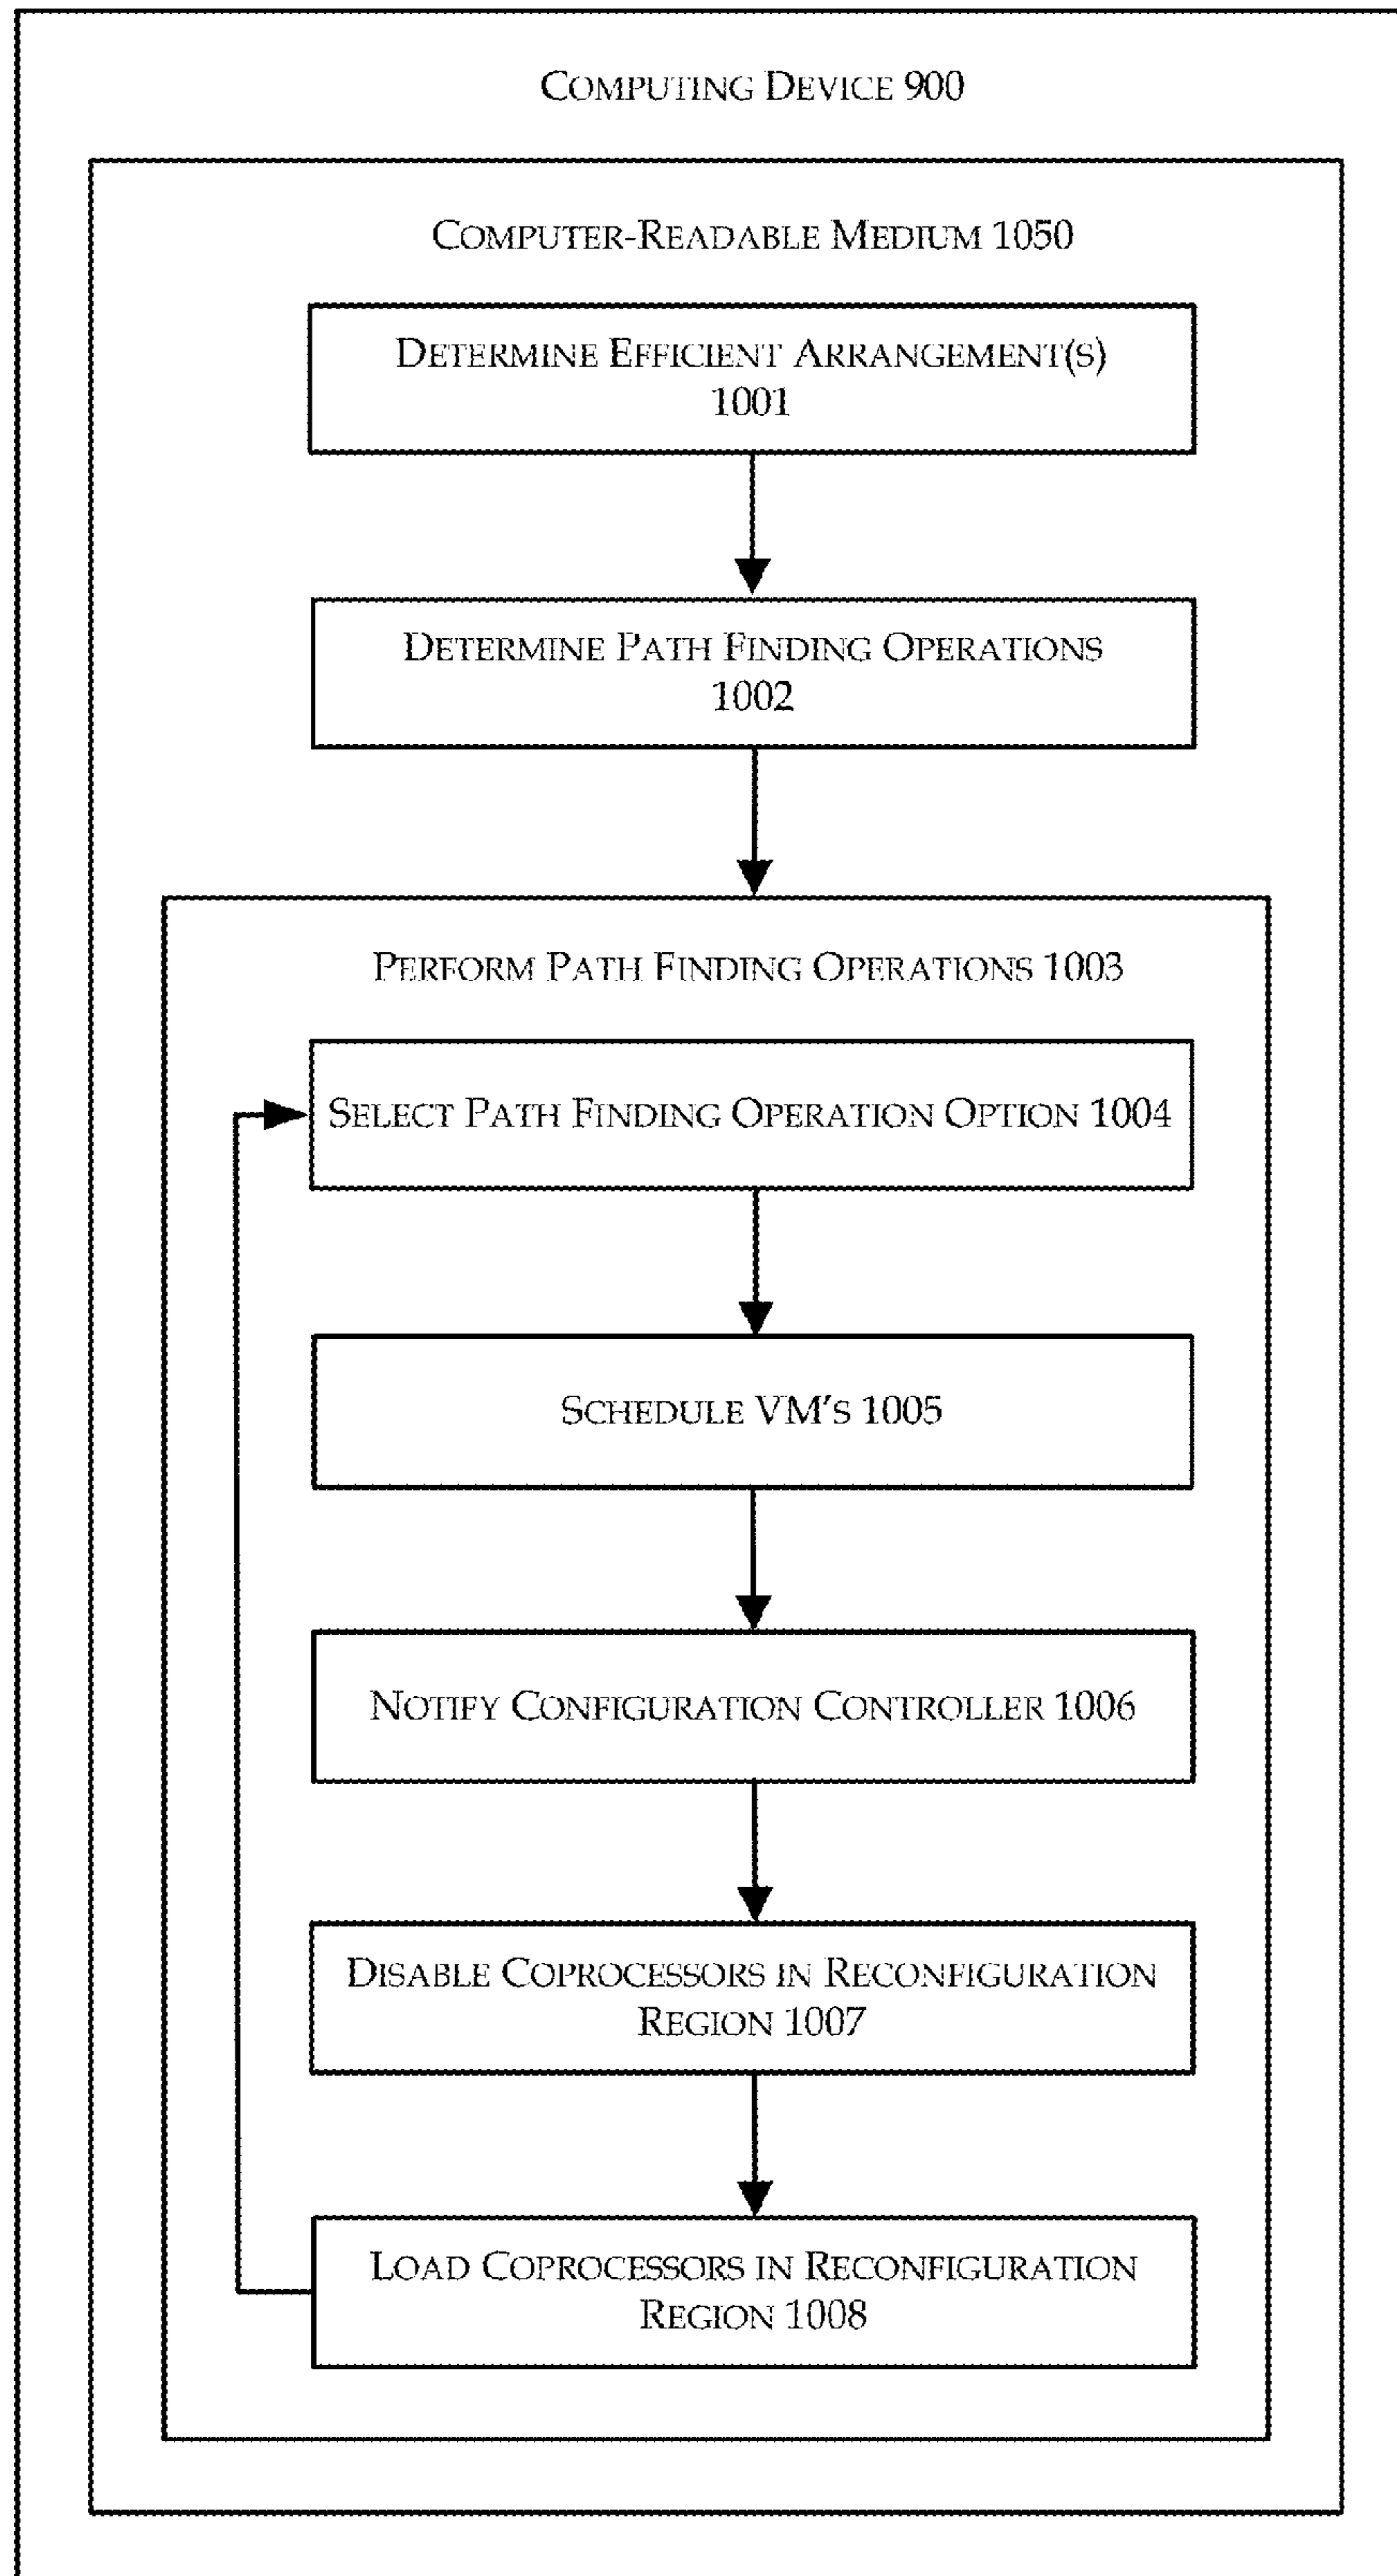 COMPUTING DEVICE 900
COMPUTER-READABLE MEDIUM 1050
DETERMINE EFFICIENT ARRANGEMENT(S)
1001
DETERMINE PATH FINDING OPERATIONS
1002
PERFORM PATH FINDING OPERATIONS 1003
SELECT PATH FINDING OPERATION OPTION 1004
SCHEDULE VM'S 1005
NOTIFY CONFIGURATION CONTROLLER 1006
DISABLE COPROCESSORS IN RECONFIGURATION
REGION 1007
LOAD COPROCESSORS IN RECONFIGURATION
REGION 1008